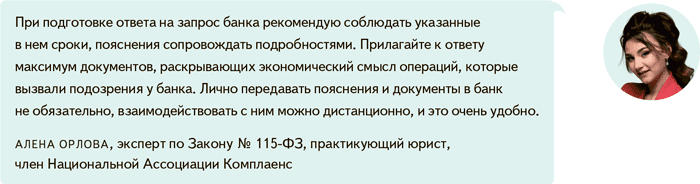 При подготовке ответа на запрос банка рекомендую соблюдать указанные
в нем сроки, пояснения сопровождать подробностями. Прилагайте к ответу
максимум документов, раскрывающих экономический смысл операций, которые
вызвали подозрения у банка. Лично передавать пояснения и документы в банк
не обязательно, взаимодействовать с ним можно дистанционно, и это очень удобно.
АЛЕНА ОРЛОВА, эксперт по Закону № 115-ФЗ, практикующий юрист,
член Национальной Ассоциации Комплаенс